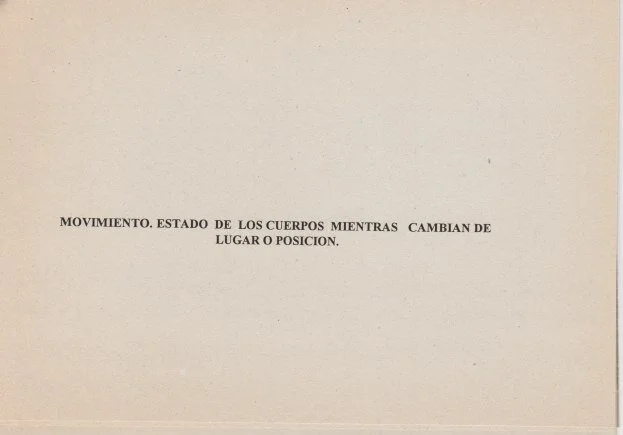 MOVIMIENTO. ESTADO DE LOS CUERPOS MIENTRAS CAMBIAN DE
LUGAR O POSICION.